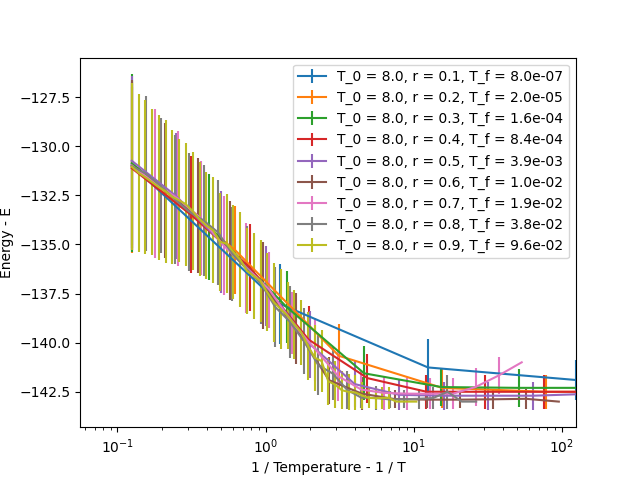 T_0 = 8.0, r = 0.1, T_f = 8.0e-07
T_0 = 8.0, r = 0.2, T_f = 2.0e-05
T_0 = 8.0, r = 0.3, T_f = 1.6e-04
T_0 = 8.0, r = 0.4, T_f = 8.4e-04
T_0 = 8.0, r = 0.5, T_f = 3.9e-03
T_0 = 8.0, r = 0.6, T_f = 1.0e-02
T_0 = 8.0, r = 0.7, T_f = 1.9e-02
T_0 = 8.0, r = 0.8, T_f = 3.8e-02
T_0 = 8.0, r = 0.9, T_f = 9.6e-02
Energy - E
−127.5
−130.0
−132.5
−135.0
−137.5
−140.0
−142.5
10⁻¹ 10⁰ 10¹ 10²
1 / Temperature - 1 / T